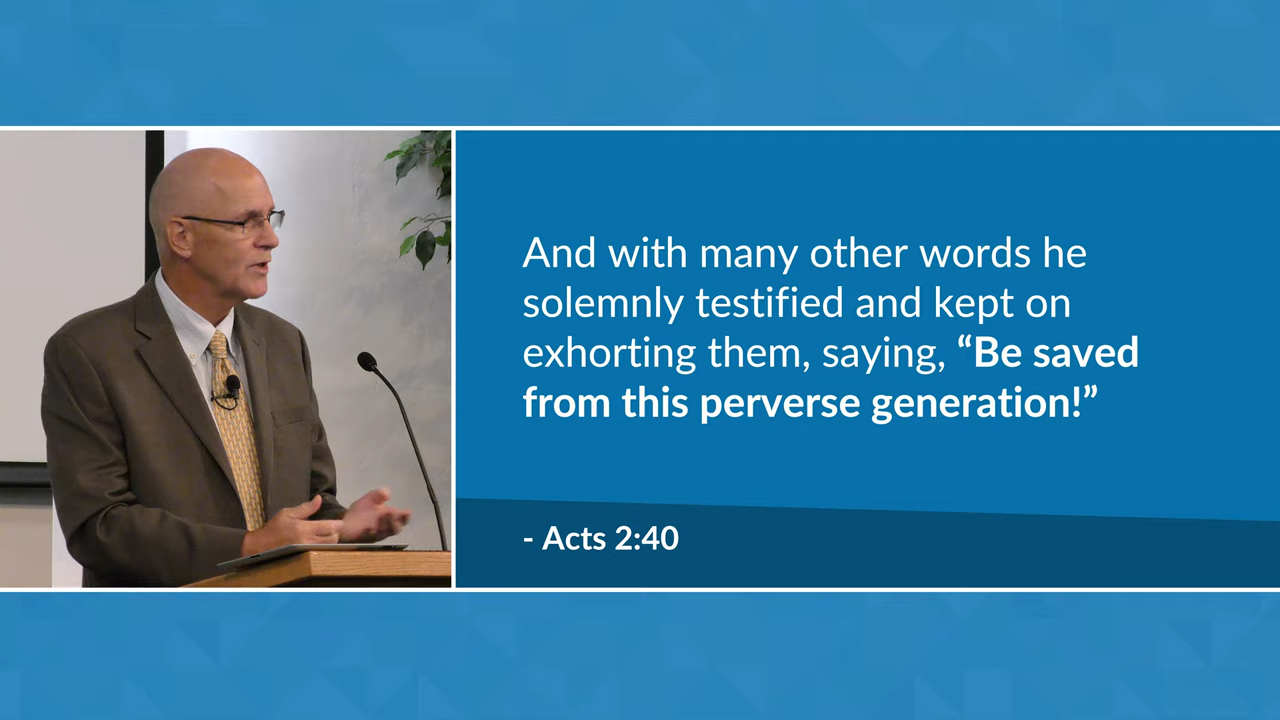 And with many other words he
solemnly testified and kept on
exhorting them, saying, “Be saved
from this perverse generation!”
- Acts 2:40